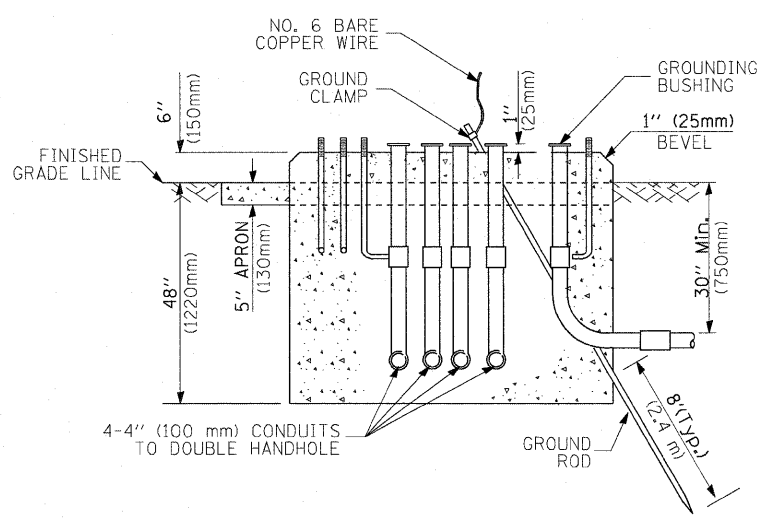 NO. 6 BARE
COPPER WIRE
GROUND
CLAMP
GROUNDING
BUSHING
6"
(150mm)
1"
(25mm)
1" (25mm)
BEVEL
FINISHED
GRADE LINE
48"
(1220mm)
5" APRON
(130mm)
30" Min.
(750mm)
4-4" (100 mm) CONDUITS
TO DOUBLE HANDHOLE
GROUND
ROD
8'(Typ.)
(2.4 m)